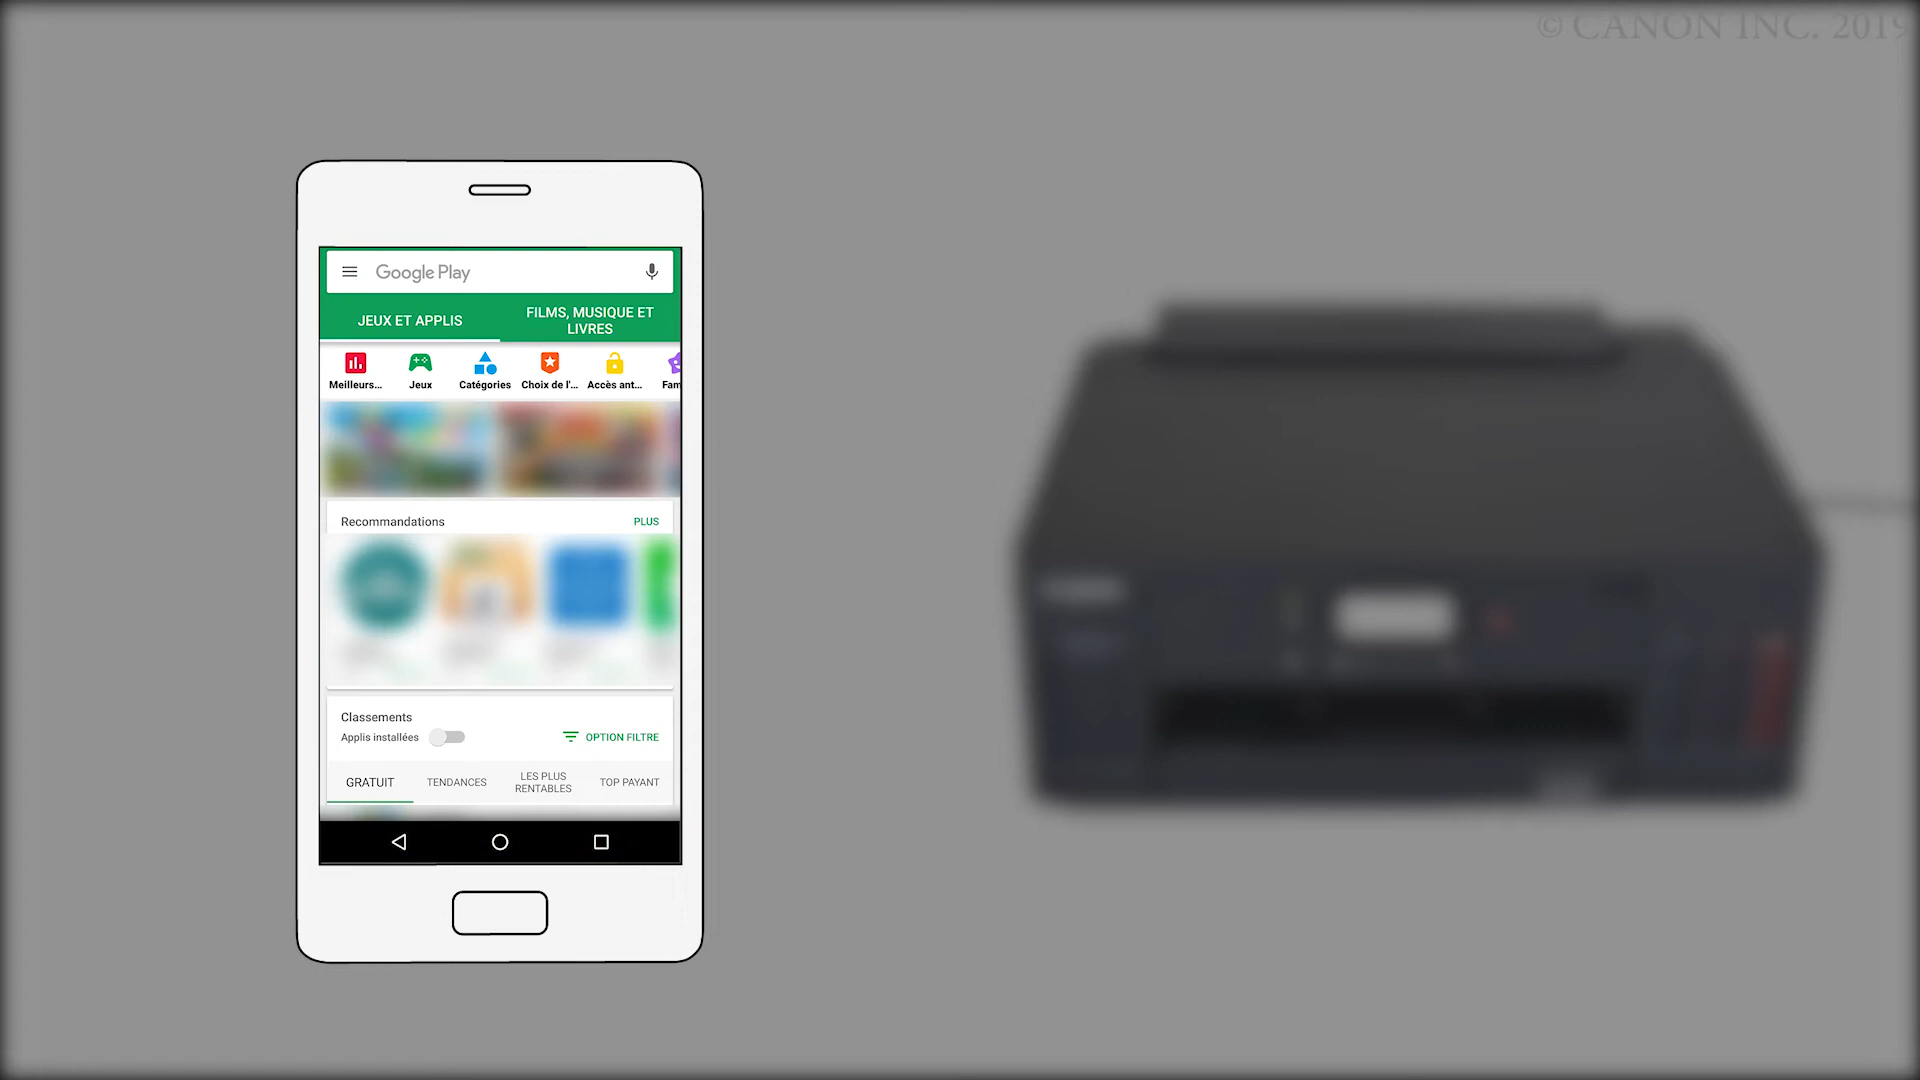 © CANON INC. 2019
Google Play
JEUX ET APPLIS
FILMS, MUSIQUE ET
LIVRES
Meilleurs...
Jeux
Catégories
Choix de l'...
Accès ant...
Fam
Recommandations
PLUS
Classements
Applis installées
OPTION FILTRE
GRATUIT
TENDANCES
LES PLUS
RENTABLES
TOP PAYANT